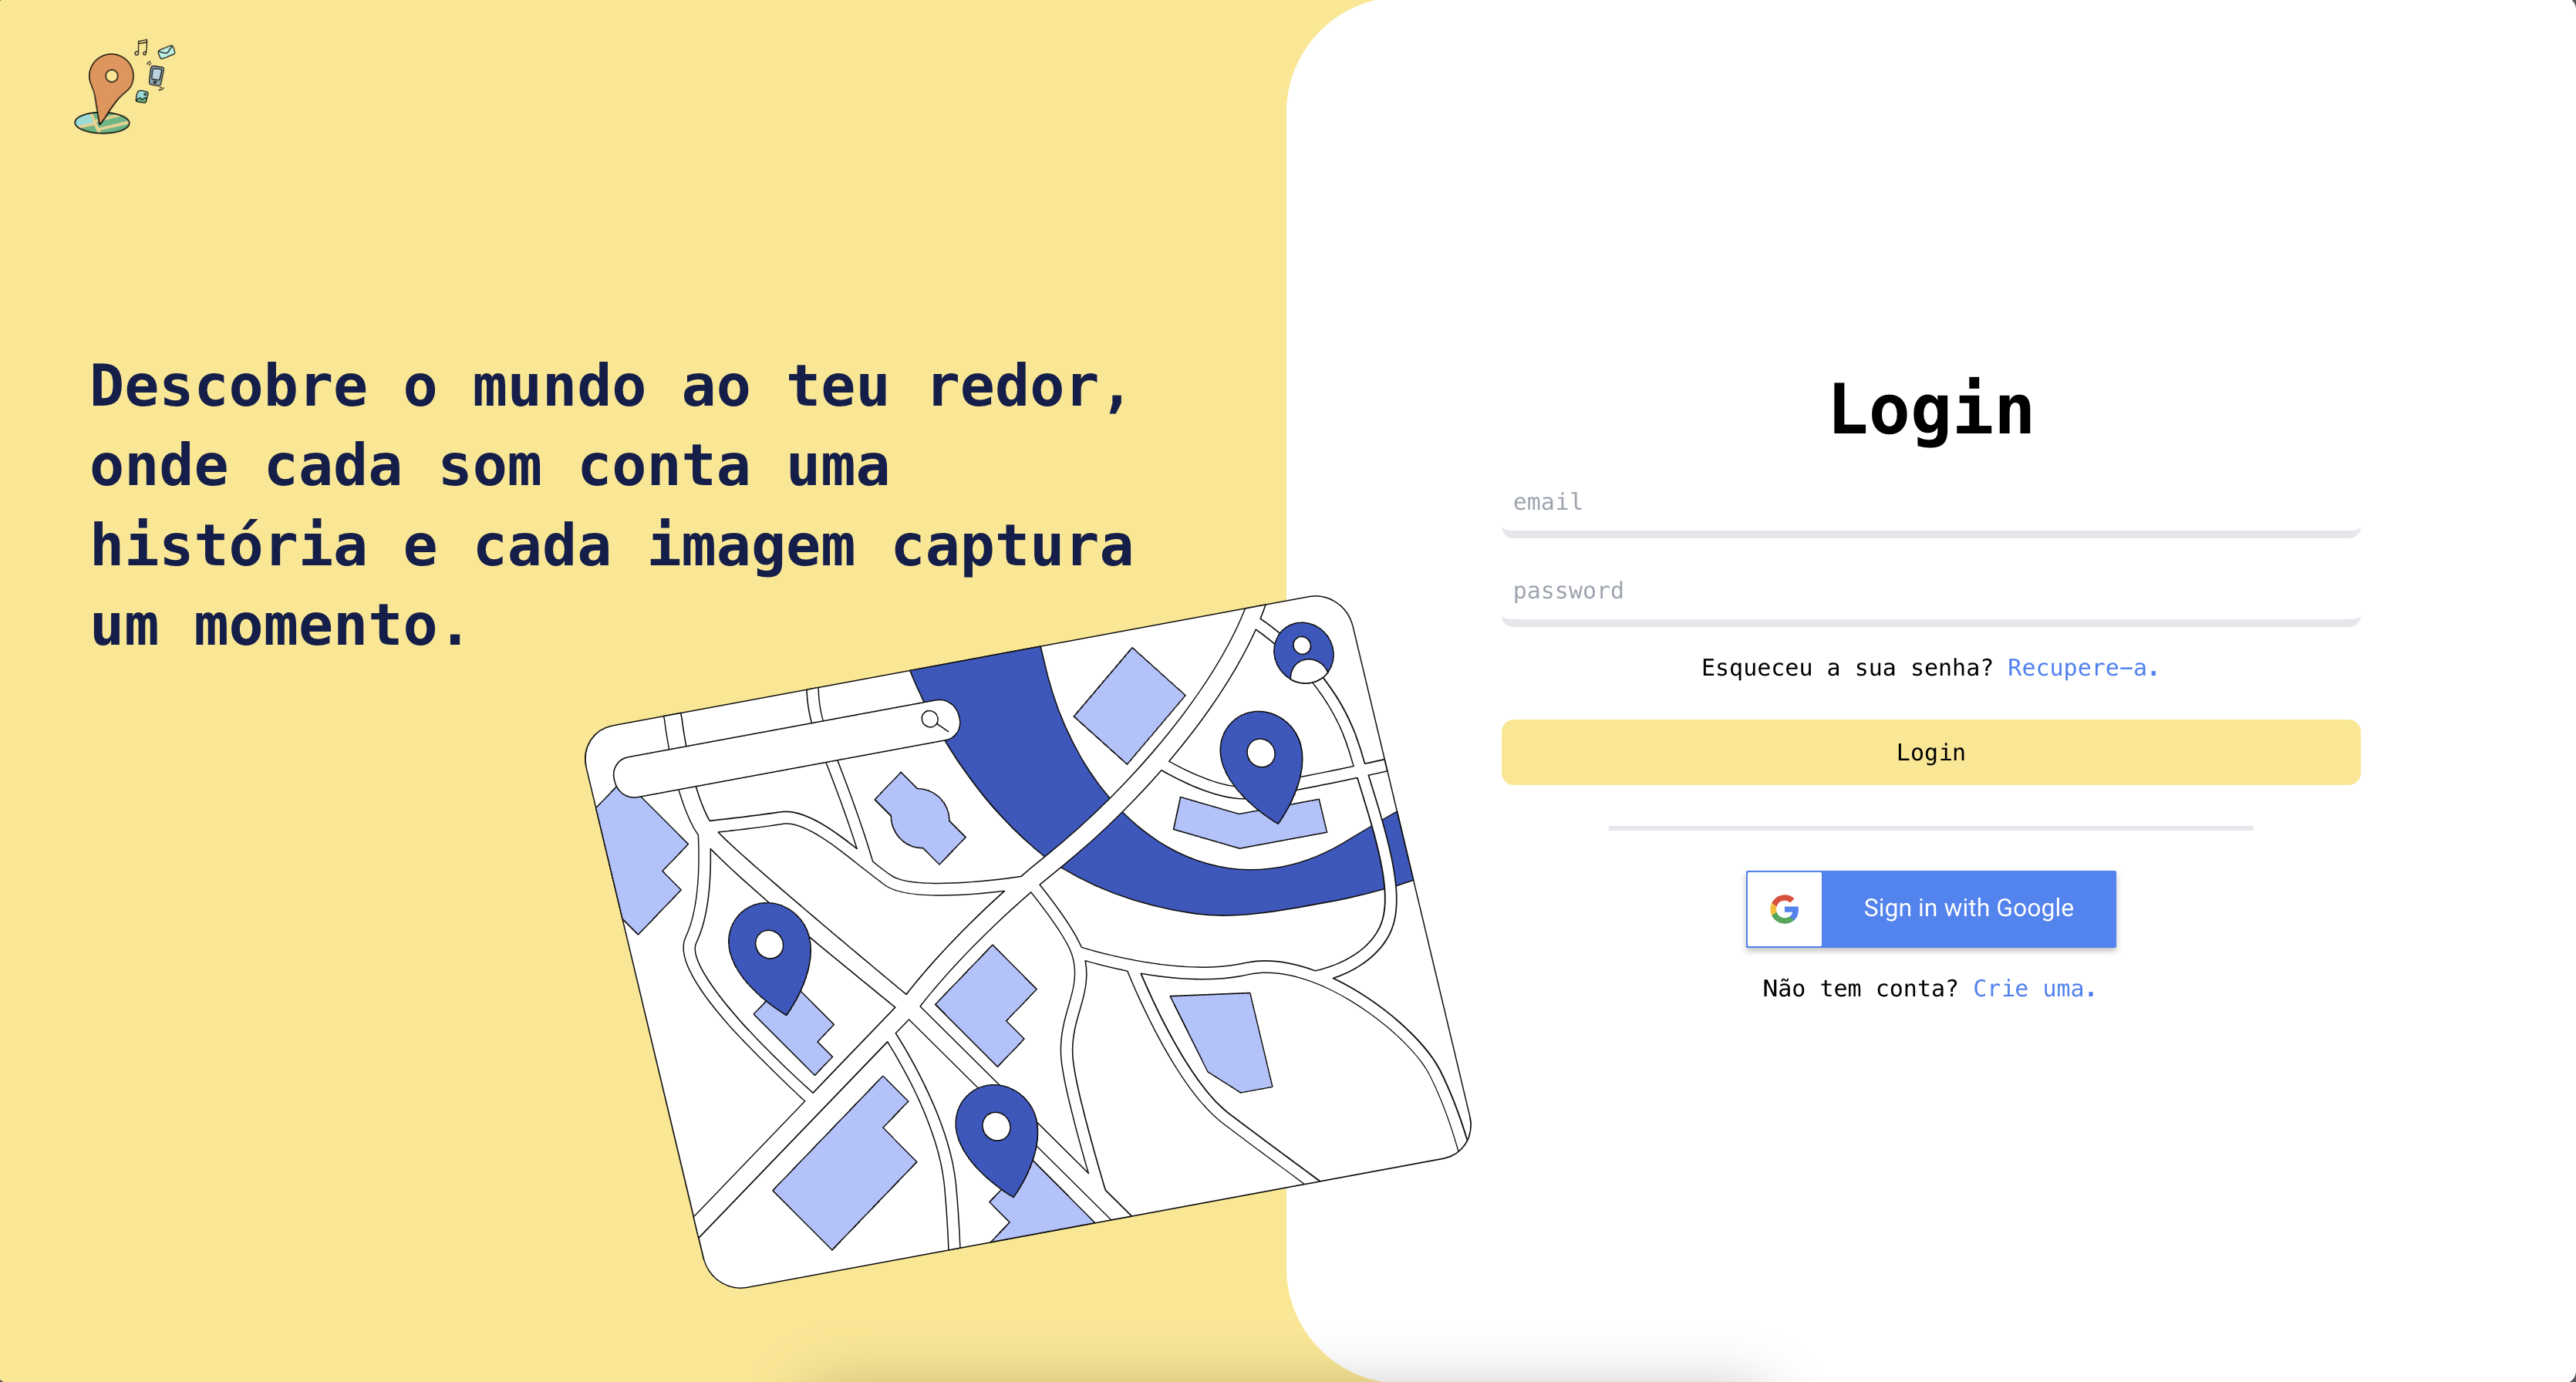 Descobre o mundo ao teu redor,
onde cada som conta uma
história e cada imagem captura
um momento.
Login
email
password
Esqueceu a sua senha? Recupere-a.
Login
Sign in with Google
Não tem conta? Crie uma.